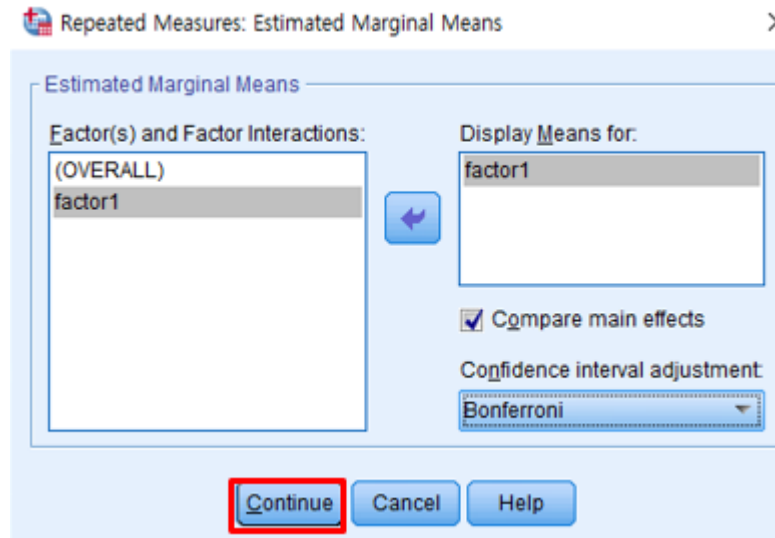 Repeated Measures: Estimated Marginal Means
Estimated Marginal Means
Factor(s) and Factor Interactions:
(OVERALL)
factor1
Display Means for:
factor1
Compare main effects
Confidence interval adjustment:
Bonferroni
Continue
Cancel
Help